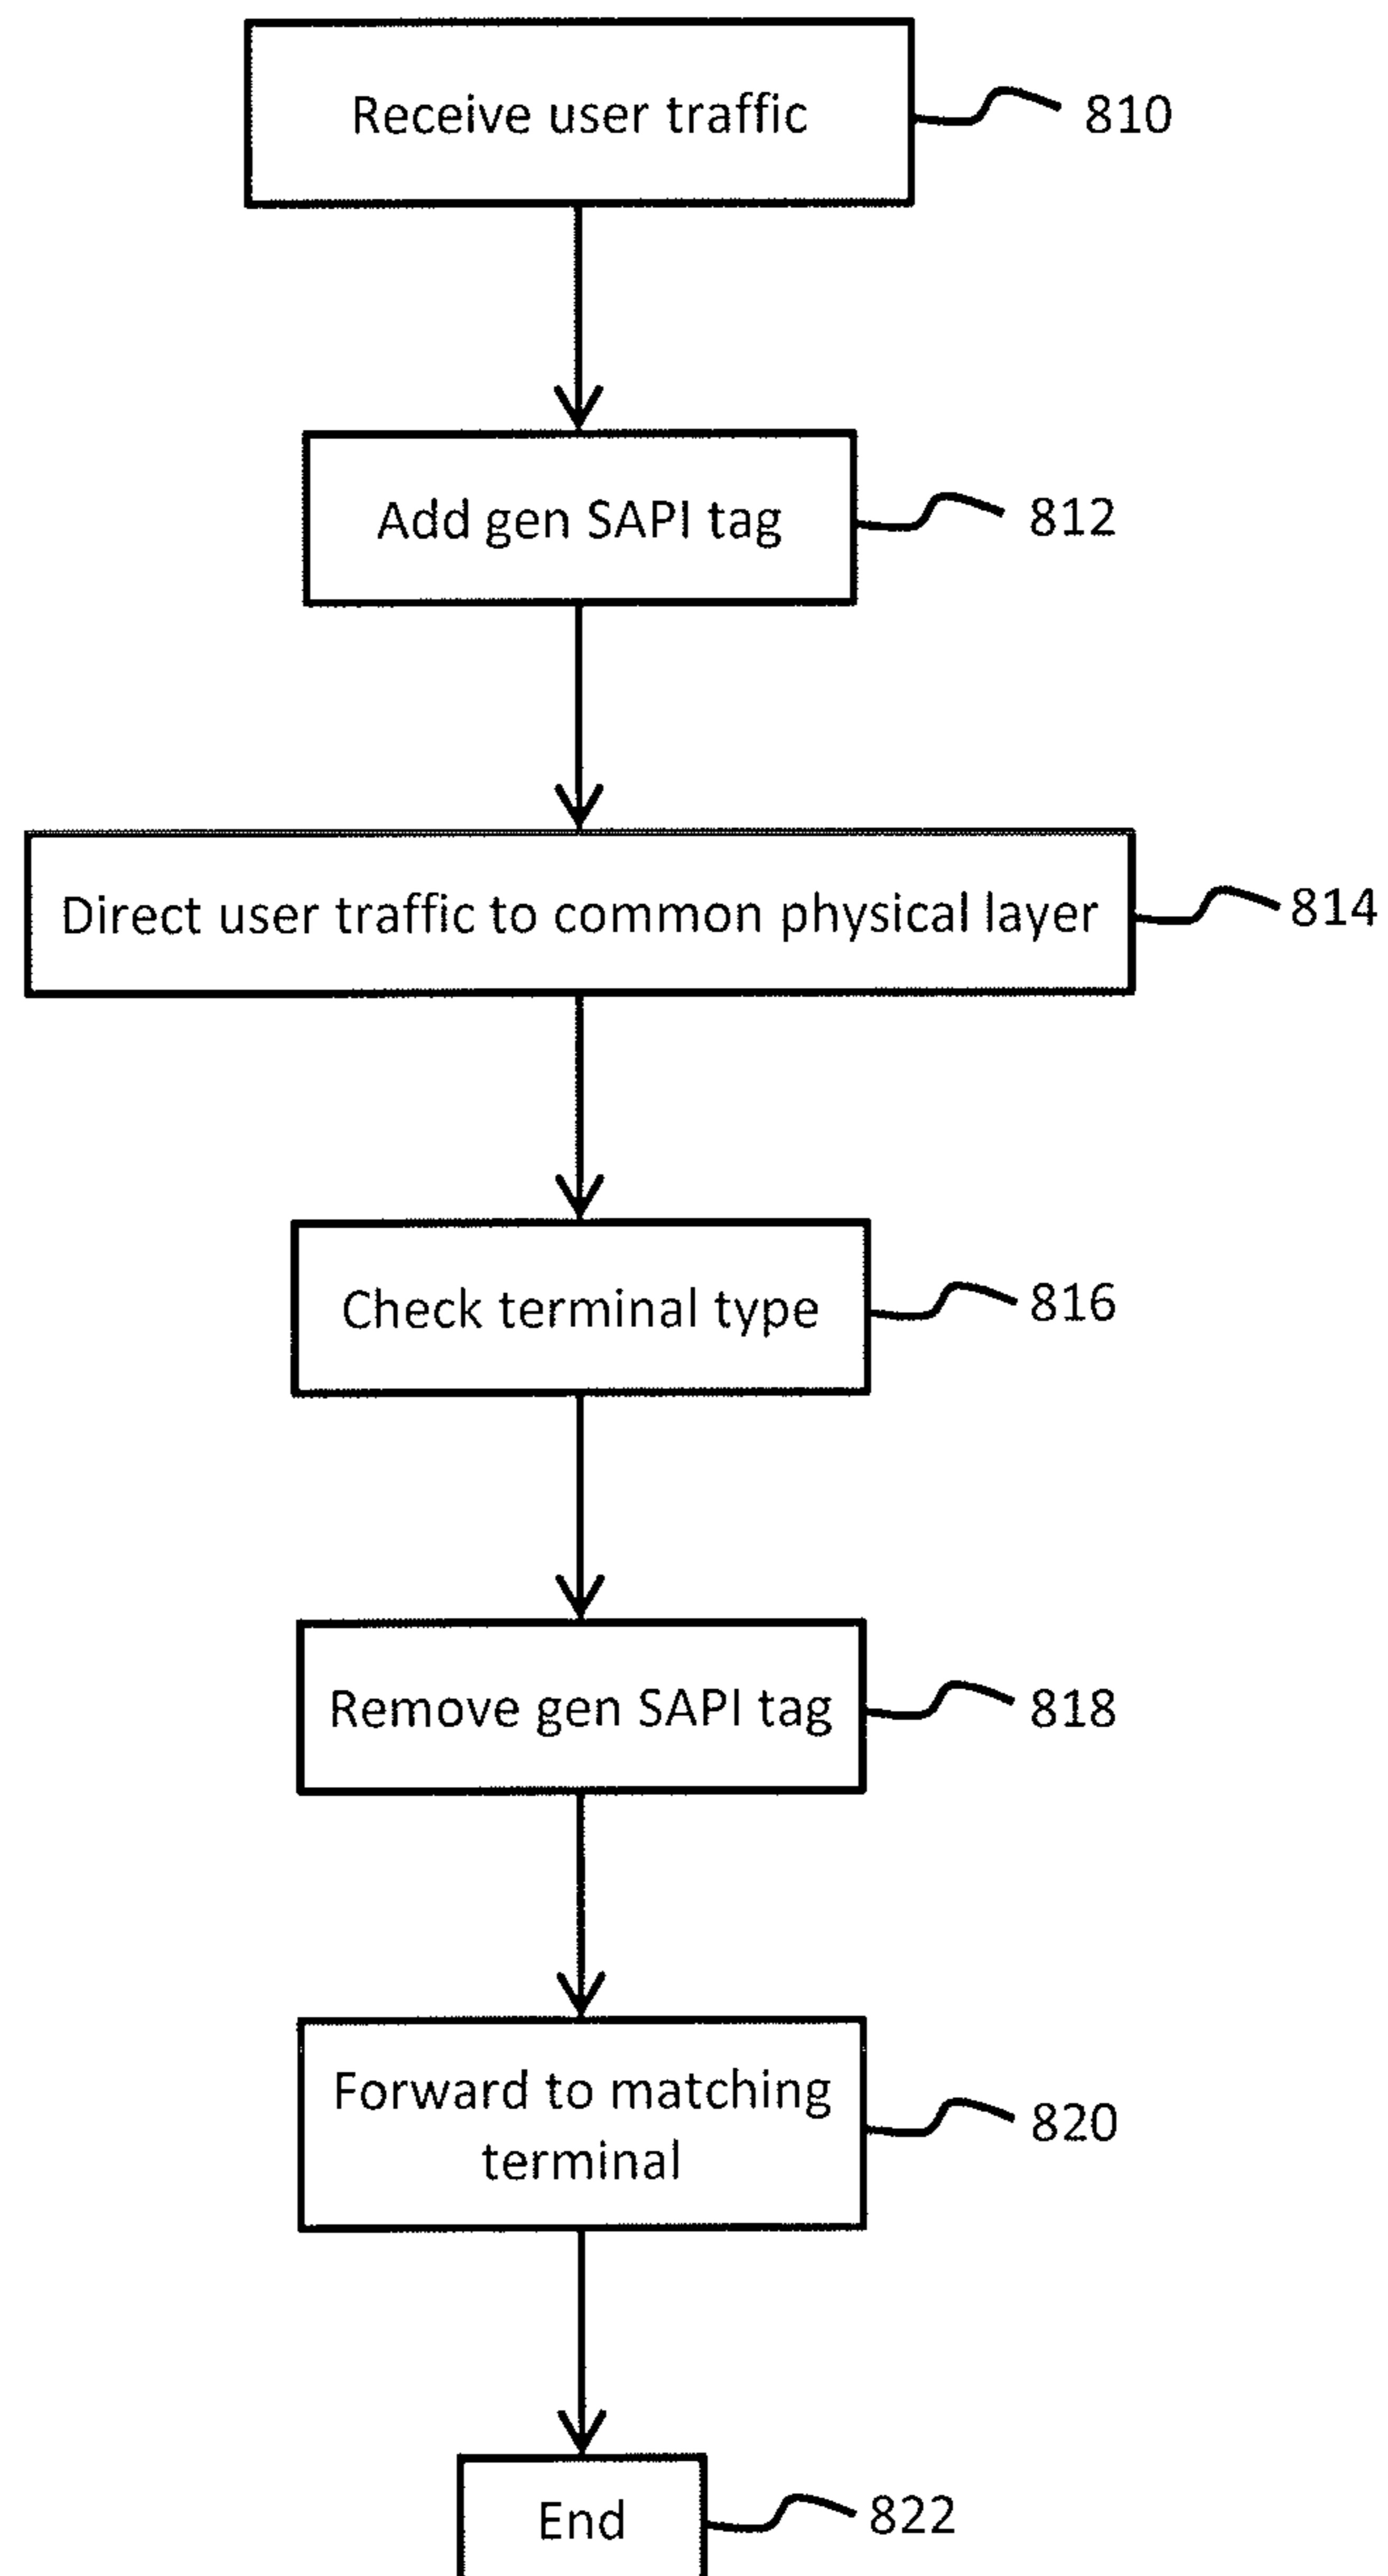 Receive user traffic
810
Add gen SAPI tag
812
Direct user traffic to common physical layer
814
Check terminal type
816
Remove gen SAPI tag
818
Forward to matching
terminal
820
End
822